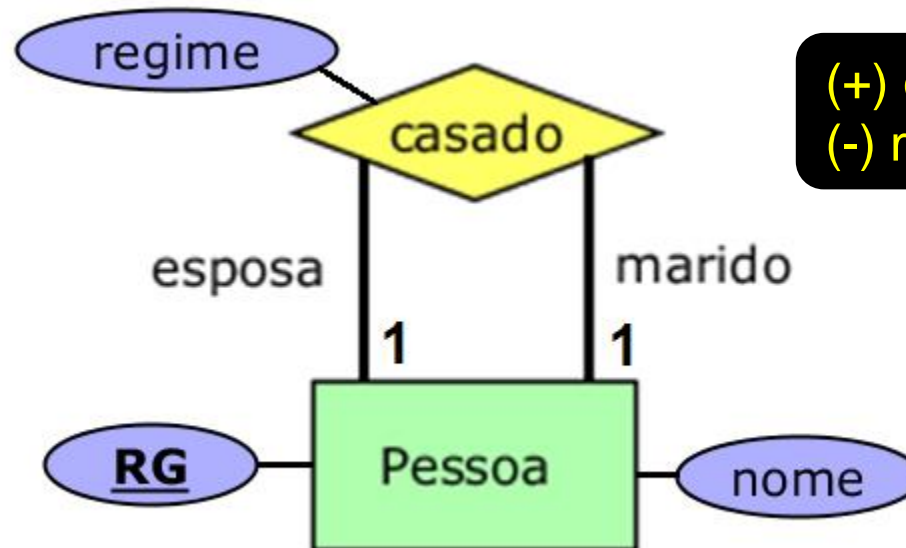 regime
casado
(+)
(-)
esposa
marido
1
1
RG
Pessoa
nome